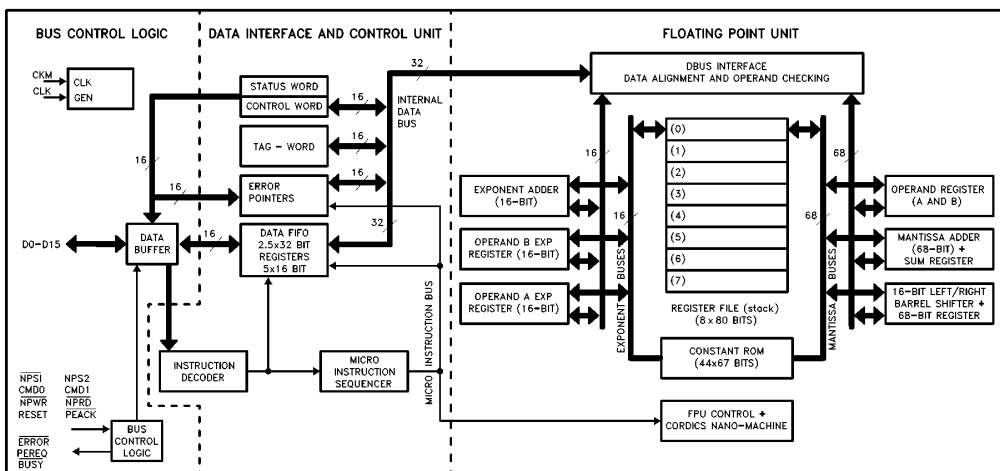 BUS CONTROL LOGIC
DATA INTERFACE AND CONTROL UNIT
FLOATING POINT UNIT
CKM
CLK
CLK
GEN
STATUS WORD
CONTROL WORD
16
TAG - WORD
16
ERROR
POINTERS
16
16
16
32
INTERNAL
DATA
BUS
32
D0-D15
DATA
BUFFER
16
DATA FIFO
2.5x32 BIT
REGISTERS
5x16 BIT
INSTRUCTION
DECODER
MICRO
INSTRUCTION
SEQUENCER
MICRO INSTRUCTION BUS
NPS1 NPS2
CMD0 CMD1
NPWR NPRD
RESET PEACK
ERROR
PEREQ
BUSY
BUS
CONTROL
LOGIC
DBUS INTERFACE
DATA ALIGNMENT AND OPERAND CHECKING
16
68
EXPONENT ADDER
(16-BIT)
OPERAND B EXP
REGISTER (16-BIT)
OPERAND A EXP
REGISTER (16-BIT)
16
EXPONENT BUSES
(0)
(1)
(2)
(3)
(4)
(5)
(6)
(7)
REGISTER FILE (stack)
(8x80 BITS)
68
MANTISSA BUSES
OPERAND REGISTER
(A AND B)
MANTISSA ADDER
(68-BIT) +
SUM REGISTER
16-BIT LEFT/RIGHT
BARREL SHIFTER +
68-BIT REGISTER
CONSTANT ROM
(44x67 BITS)
FPU CONTROL +
CORDICS NANO-MACHINE